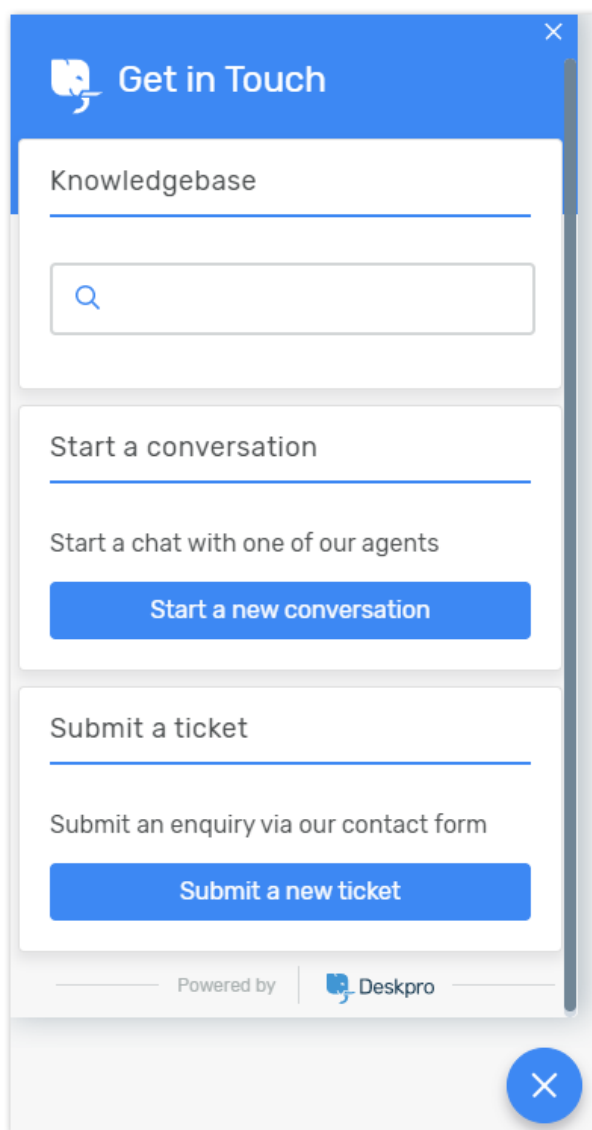 Get in Touch
Knowledgebase
Start a conversation
Start a chat with one of our agents
Start a new conversation
Submit a ticket
Submit an enquiry via our contact form
Submit a new ticket
Powered by Deskpro